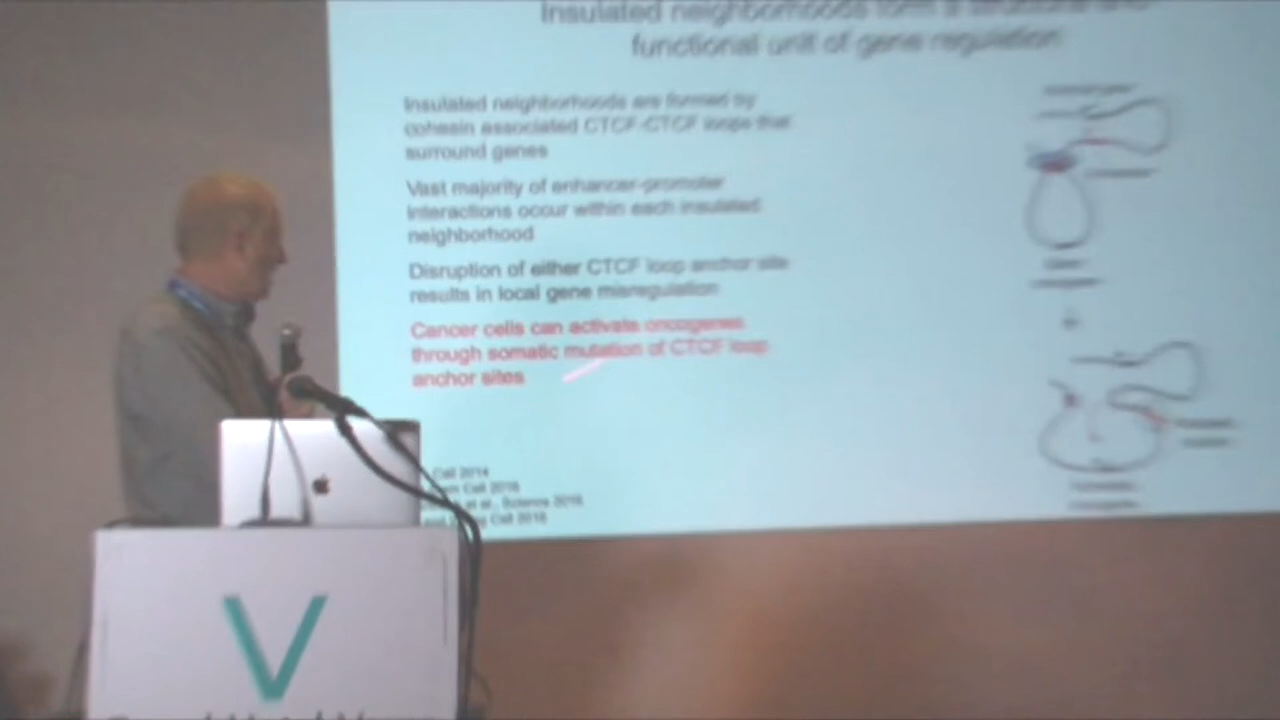 Insulated neighborhoods form a structural and
functional unit of gene regulation
Insulated neighborhoods are formed by
cohesin associated CTCF-CTCF loops that
surround genes
Vast majority of enhancer-promoter
interactions occur within each insulated
neighborhood
Disruption of either CTCF loop anchor site
results in local gene misregulation
Cancer cells can activate oncogenes
through somatic mutation of CTCF loop
anchor sites
Cell 2014
Cell 2016
et al., Science 2016
Cell 2016
V